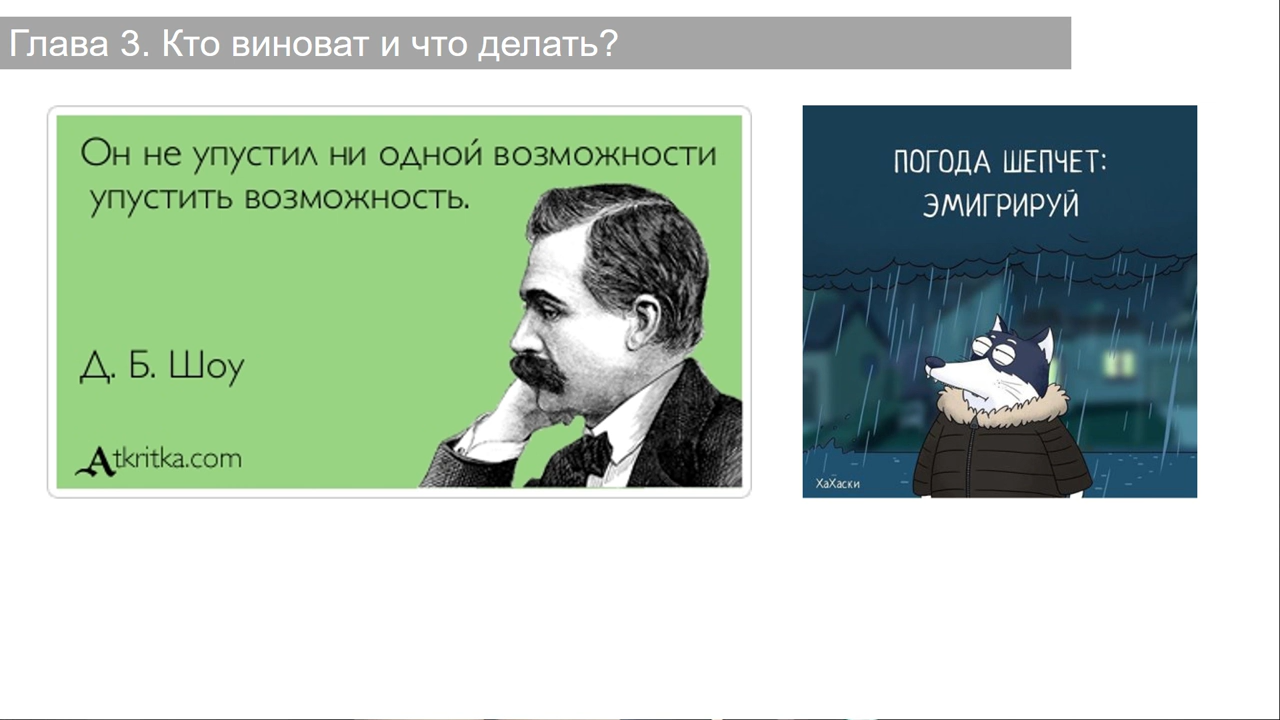 Глава 3. Кто виноват и что делать?
Он не упустил ни одной возможности
упустить возможность.
Д. Б. Шоу
Atkritka.com
ПОГОДА ШЕПЧЕТ:
ЭМИГРИРУЙ
ХаХаски